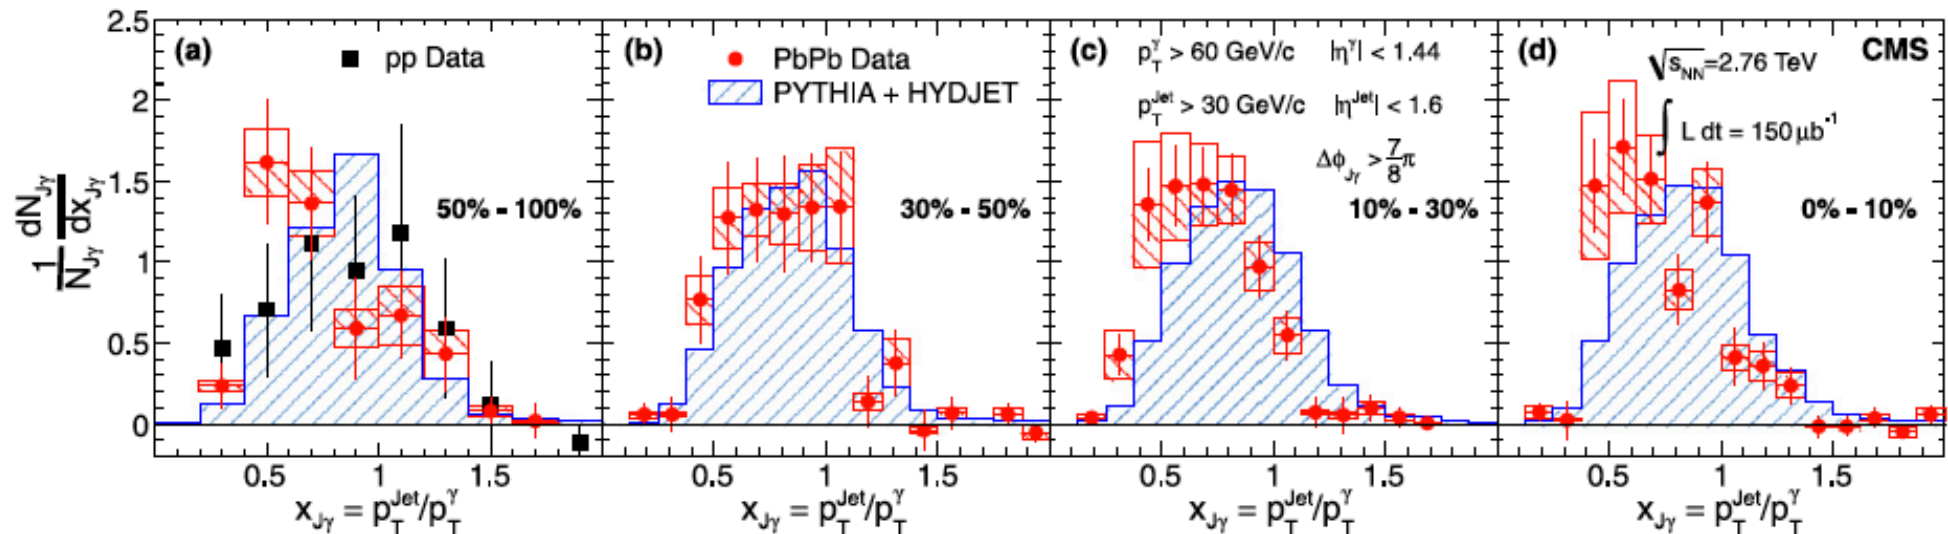 2.5
2
1.5
1
0.5
0
1/N_Jγ dN_Jγ/dx_Jγ
(a)
pp Data
50% - 100%
0.5 1 1.5
x_Jγ = p_T^Jet/p_T^γ
(b)
PbPb Data
PYTHIA + HYDJET
30% - 50%
0.5 1 1.5
x_Jγ = p_T^Jet/p_T^γ
(c)
p_T^γ > 60 GeV/c |η^γ| < 1.44
p_T^Jet > 30 GeV/c |η^Jet| < 1.6
Δϕ_Jγ > 7/8 π
10% - 30%
0.5 1 1.5
x_Jγ = p_T^Jet/p_T^γ
(d)
CMS
√s_NN=2.76 TeV
∫ L dt = 150 μb^-1
0% - 10%
0.5 1 1.5
x_Jγ = p_T^Jet/p_T^γ